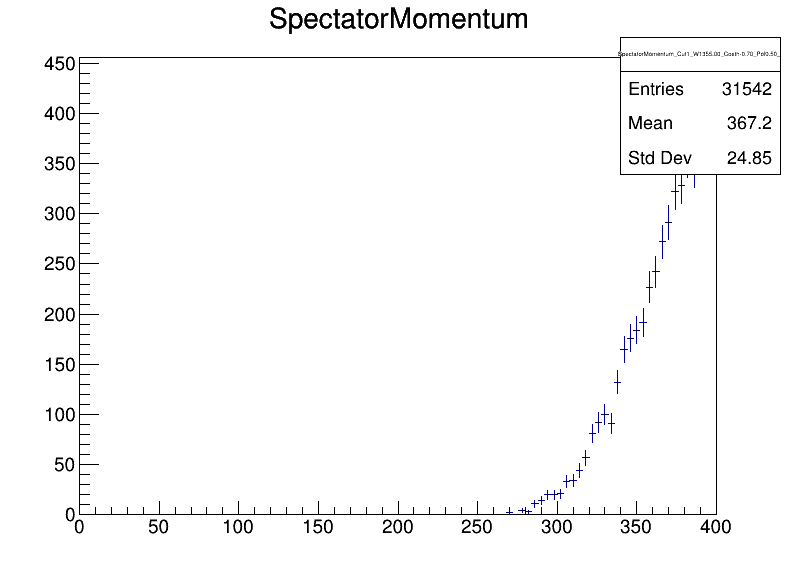 SpectatorMomentum
SpectatorMomentum_Cut1_W1355.00_Costh-0.70_Pol0.50_
Entries 31542
Mean 367.2
Std Dev 24.85
450
400
350
300
250
200
150
100
50
0
0 50 100 150 200 250 300 350 400